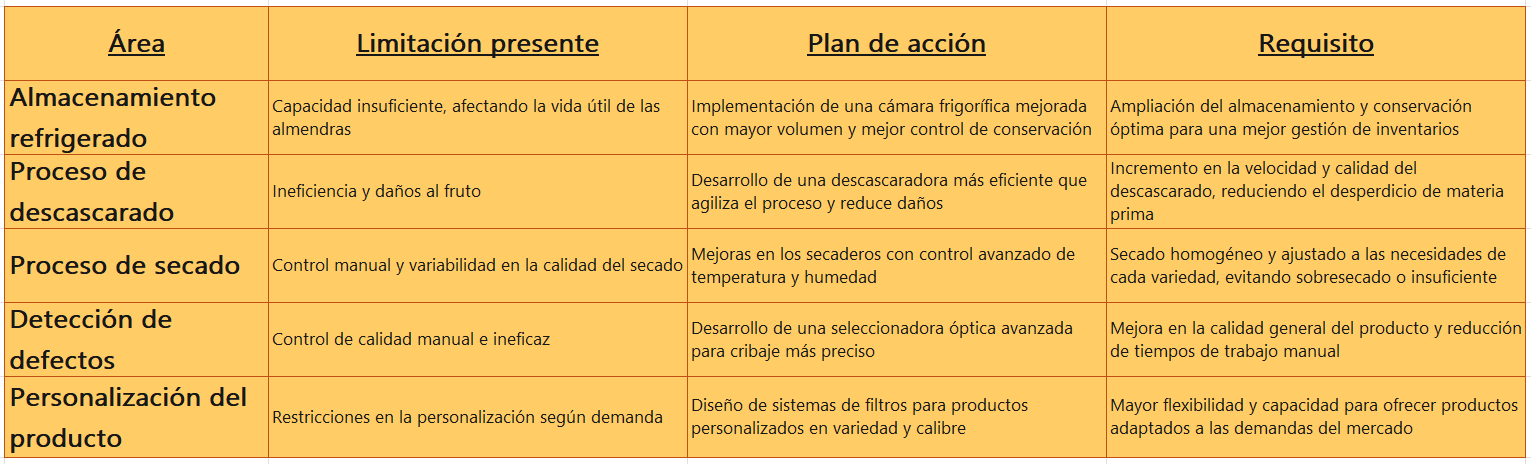 Área
Limitación presente
Plan de acción
Requisito
Almacenamiento
refrigerado
Capacidad insuficiente, afectando la vida útil de las
almendras
Implementación de una cámara frigorífica mejorada
con mayor volumen y mejor control de conservación
Ampliación del almacenamiento y conservación
óptima para una mejor gestión de inventarios
Proceso de
descascarado
Ineficiencia y daños al fruto
Desarrollo de una descascaradora más eficiente que
agiliza el proceso y reduce daños
Incremento en la velocidad y calidad del
descascarado, reduciendo el desperdicio de materia
prima
Proceso de secado
Control manual y variabilidad en la calidad del secado
Mejoras en los secaderos con control avanzado de
temperatura y humedad
Secado homogéneo y ajustado a las necesidades de
cada variedad, evitando sobresecado o insuficiente
Detección de
defectos
Control de calidad manual e ineficaz
Desarrollo de una seleccionadora óptica avanzada
para cribaje más preciso
Mejora en la calidad general del producto y reducción
de tiempos de trabajo manual
Personalización del
producto
Restricciones en la personalización según demanda
Diseño de sistemas de filtros para productos
personalizados en variedad y calibre
Mayor flexibilidad y capacidad para ofrecer productos
adaptados a las demandas del mercado